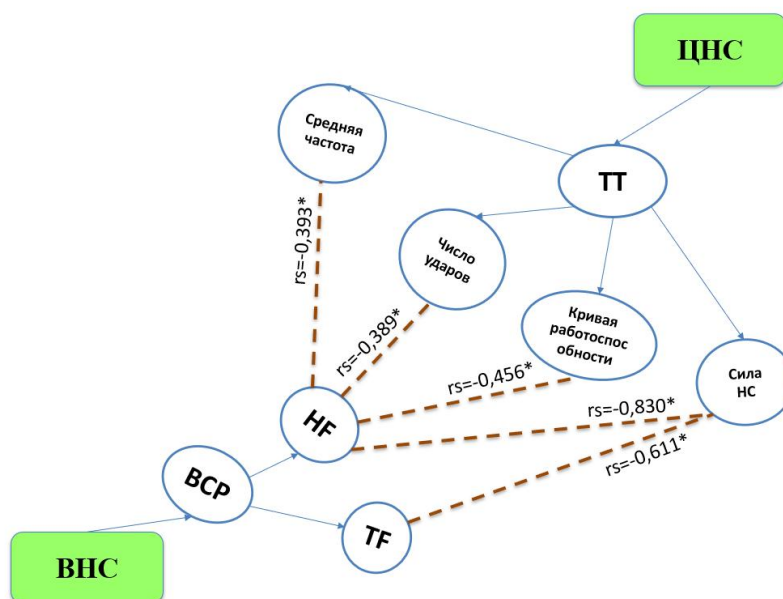 ЦНС
Средняя
частота
ТТ
rs=-0,393*
Число
ударов
Кривая
работоспос
обности
rs=-0,389*
Сила
НС
rs=-0,456*
rs=-0,830*
HF
rs=-0,611*
ВСР
TF
ВНС